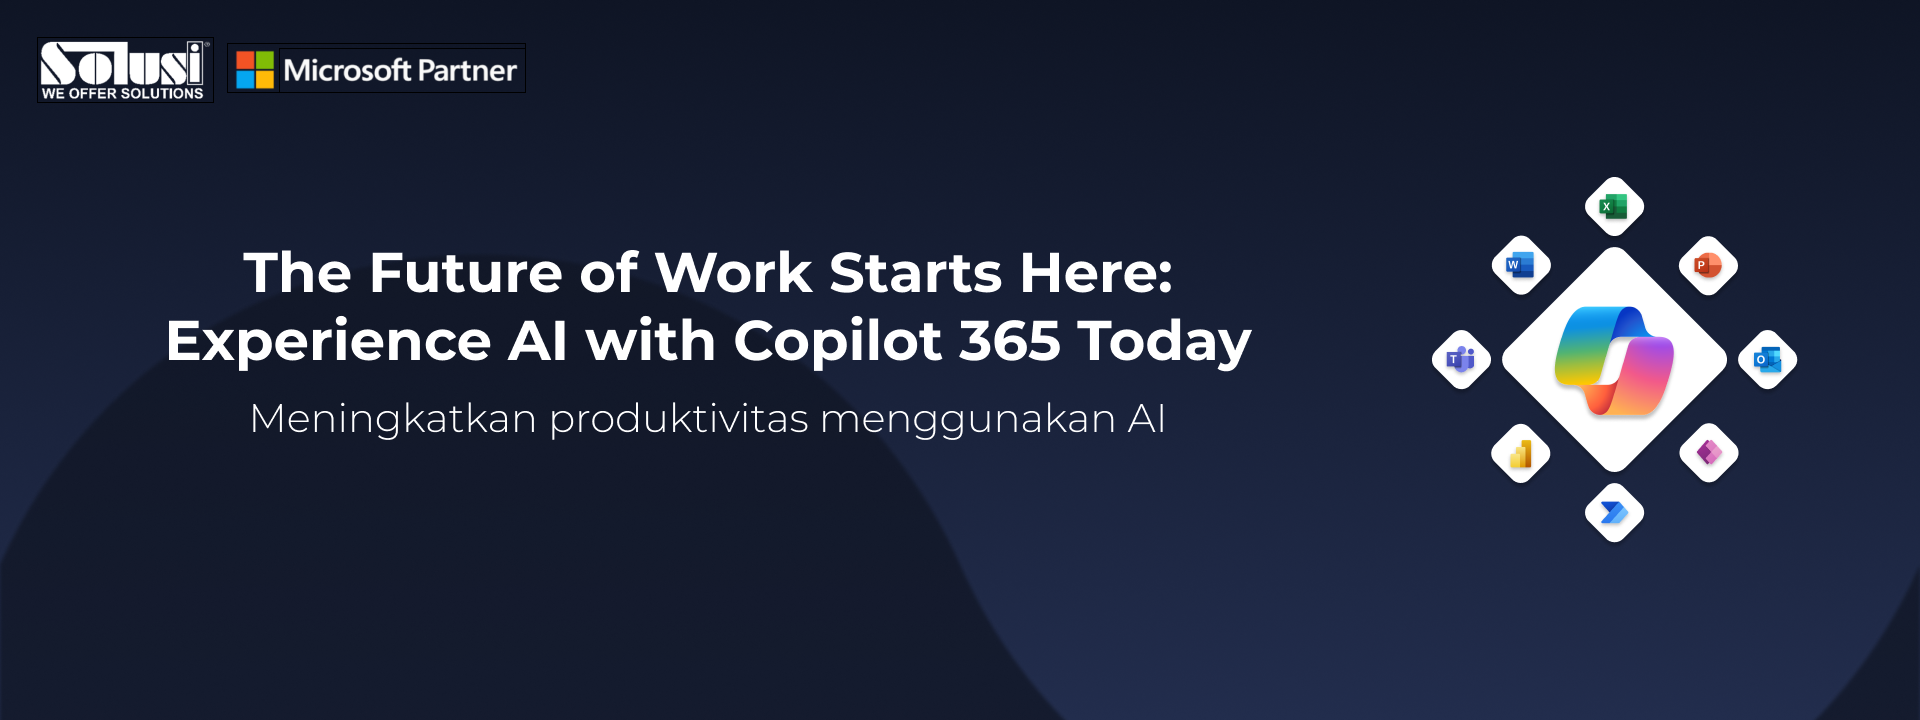 Solusi®
WE OFFER SOLUTIONS
Microsoft Partner
The Future of Work Starts Here:
Experience AI with Copilot 365 Today
Meningkatkan produktivitas menggunakan AI
X
W
P
T
O